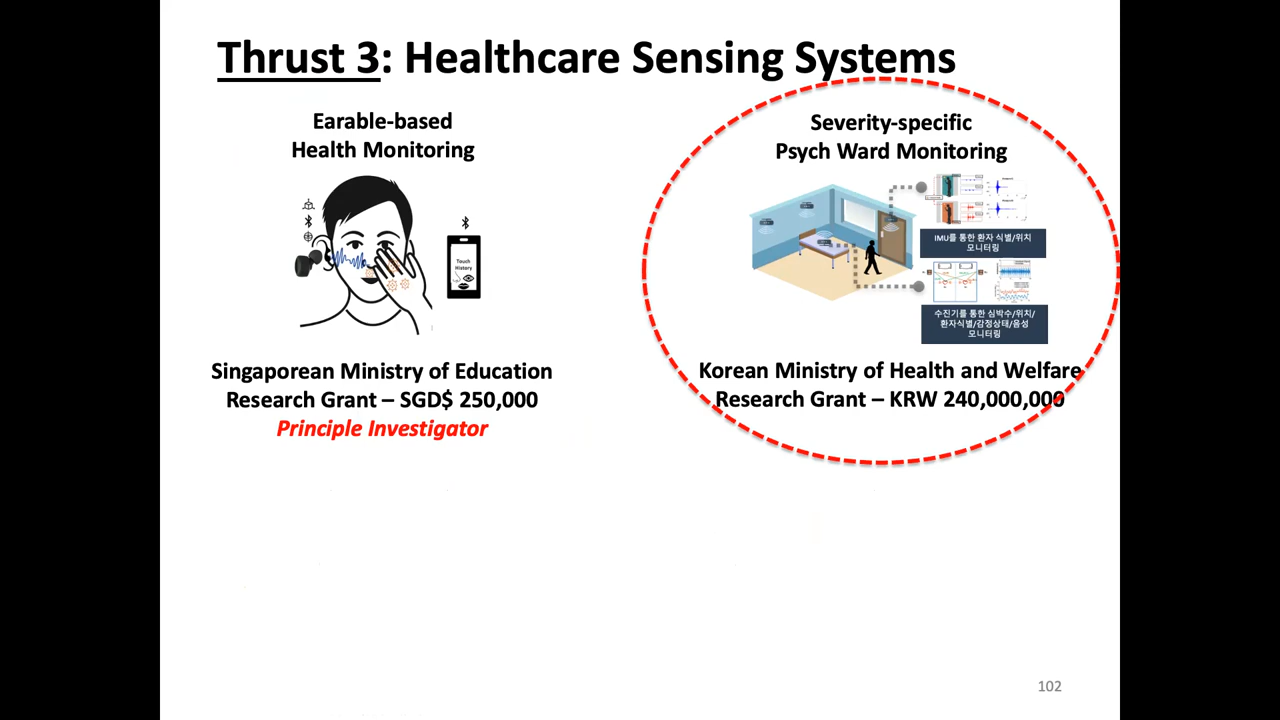 Thrust 3: Healthcare Sensing Systems
Earable-based
Health Monitoring
Touch
History
Singaporean Ministry of Education
Research Grant – SGD$ 250,000
Principle Investigator
Severity-specific
Psych Ward Monitoring
IMU를 통한 환자 식별/위치
모니터링
수진기를 통한 심박수/위치/
환자식별/감정상태/음성
모니터링
Korean Ministry of Health and Welfare
Research Grant – KRW 240,000,000
102